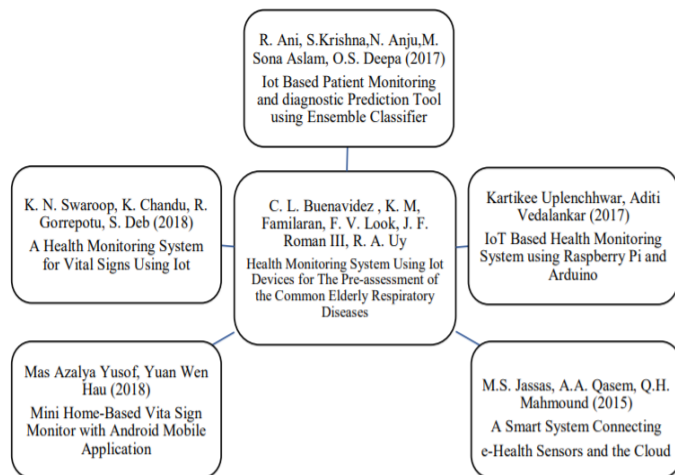 R. Ani, S.Krishna,N. Anju,M.
Sona Aslam, O.S. Deepa (2017)
Iot Based Patient Monitoring
and diagnostic Prediction Tool
using Ensemble Classifier
K. N. Swaroop, K. Chandu, R.
Gorrepotu, S. Deb (2018)
A Health Monitoring System
for Vital Signs Using Iot
C. L. Buenavidez , K. M,
Familaran, F. V. Look, J. F.
Roman III, R. A. Uy
Health Monitoring System Using Iot
Devices for The Pre-assessment of
the Common Elderly Respiratory
Diseases
Kartikee Uplenchhwar, Aditi
Vedalankar (2017)
IoT Based Health Monitoring
System using Raspberry Pi and
Arduino
Mas Azalya Yusof, Yuan Wen
Hau (2018)
Mini Home-Based Vita Sign
Monitor with Android Mobile
Application
M.S. Jassas, A.A. Qasem, Q.H.
Mahmound (2015)
A Smart System Connecting
e-Health Sensors and the Cloud